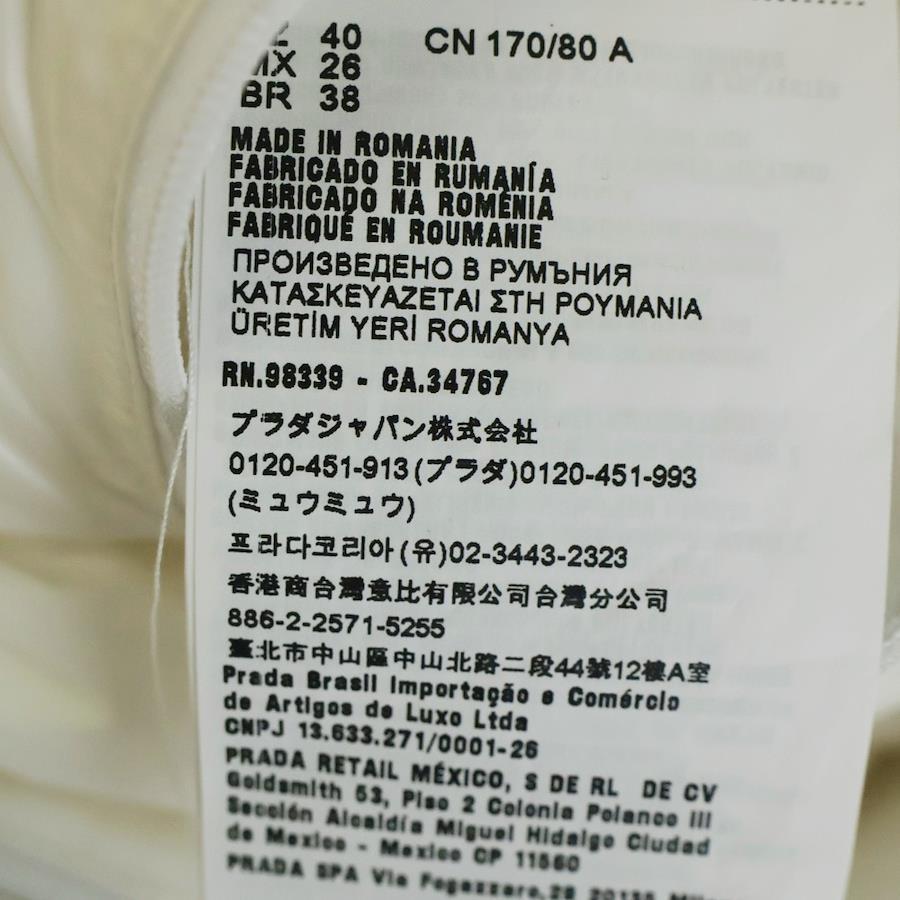 40 CN 170/80 A
MX 26
BR 38
MADE IN ROMANIA
FABRICADO EN RUMANÍA
FABRICADO NA ROMÊNIA
FABRIQUÉ EN ROUMANIE
ПРОИЗВЕДЕНО В РУМЪНИЯ
ΚΑΤΑΣΚΕΥΑΖΕΤΑΙ ΣΤΗ ΡΟΥΜΑΝΙΑ
ÜRETİM YERİ ROMANYA
RN.98339 - CA.34767
プラダジャパン株式会社
0120-451-913(プラダ)0120-451-993
(ミュウミュウ)
프라다코리아(유)02-3443-2323
香港商台灣意比有限公司台灣分公司
886-2-2571-5255
臺北市中山區中山北路二段44號12樓A室
Prada Brasil Importação e Comércio
de Artigos de Luxo Ltda
CNPJ 13.633.271/0001-26
PRADA RETAIL MÉXICO, S DE RL DE CV
Goldsmith 53, Piso 2 Colonia Polanco III
Sección Alcaldía Miguel Hidalgo Ciudad
de Mexico - Mexico CP 11560
PRADA SPA Via Fogazzaro,28 20135